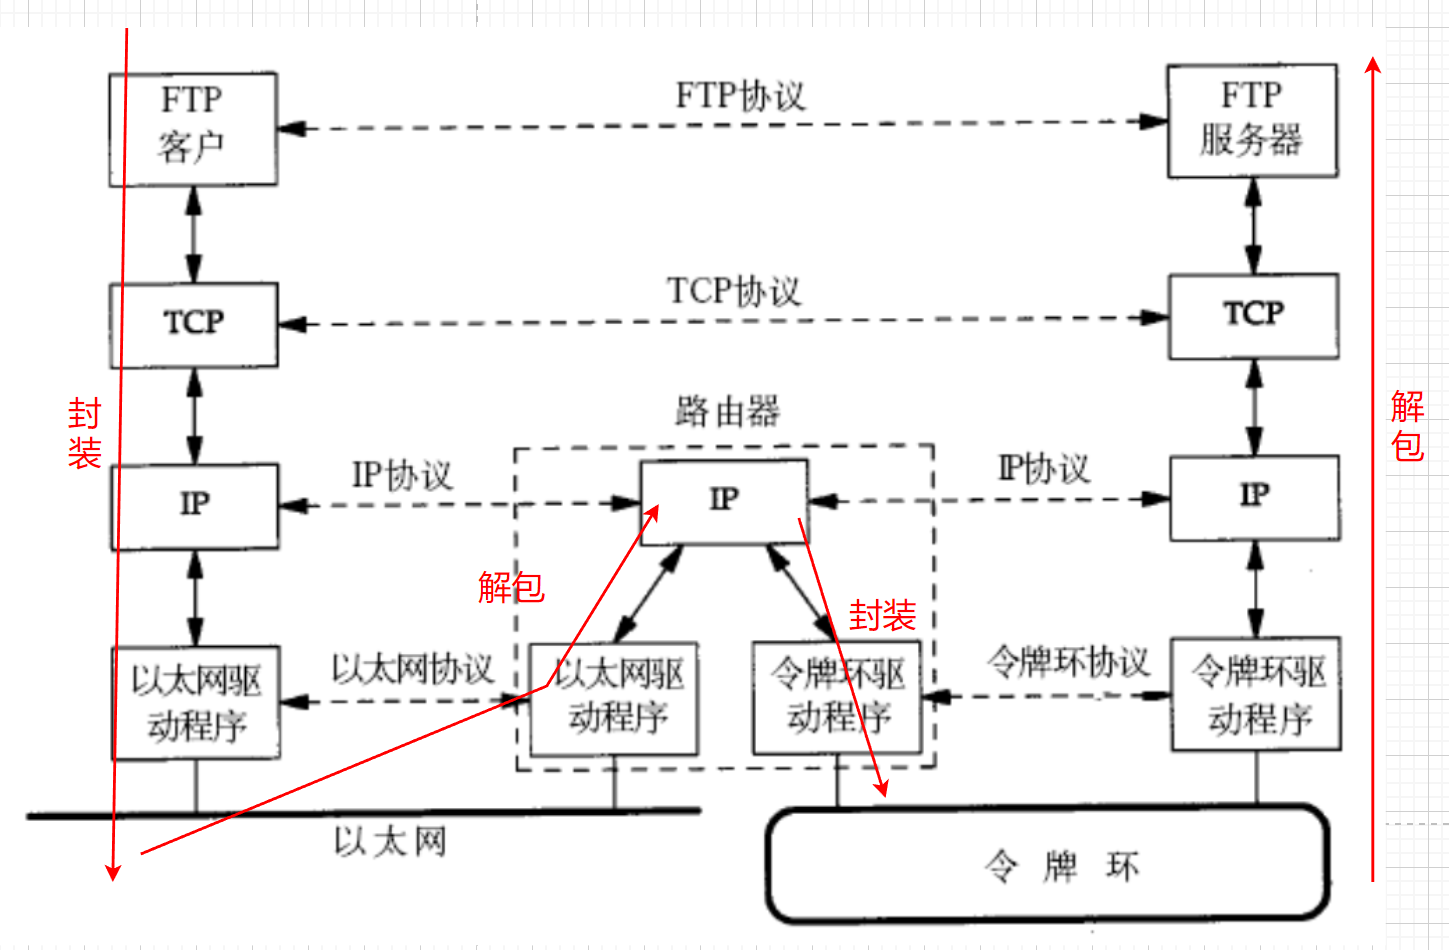 FTP
客户
FTP协议
FTP
服务器
TCP
TCP协议
TCP
封
装
解
包
路由器
IP
IP协议
IP
IP协议
IP
解包
封装
以太网驱
动程序
以太网协议
以太网驱
动程序
令牌环驱
动程序
令牌环协议
令牌环驱
动程序
以太网
令牌环